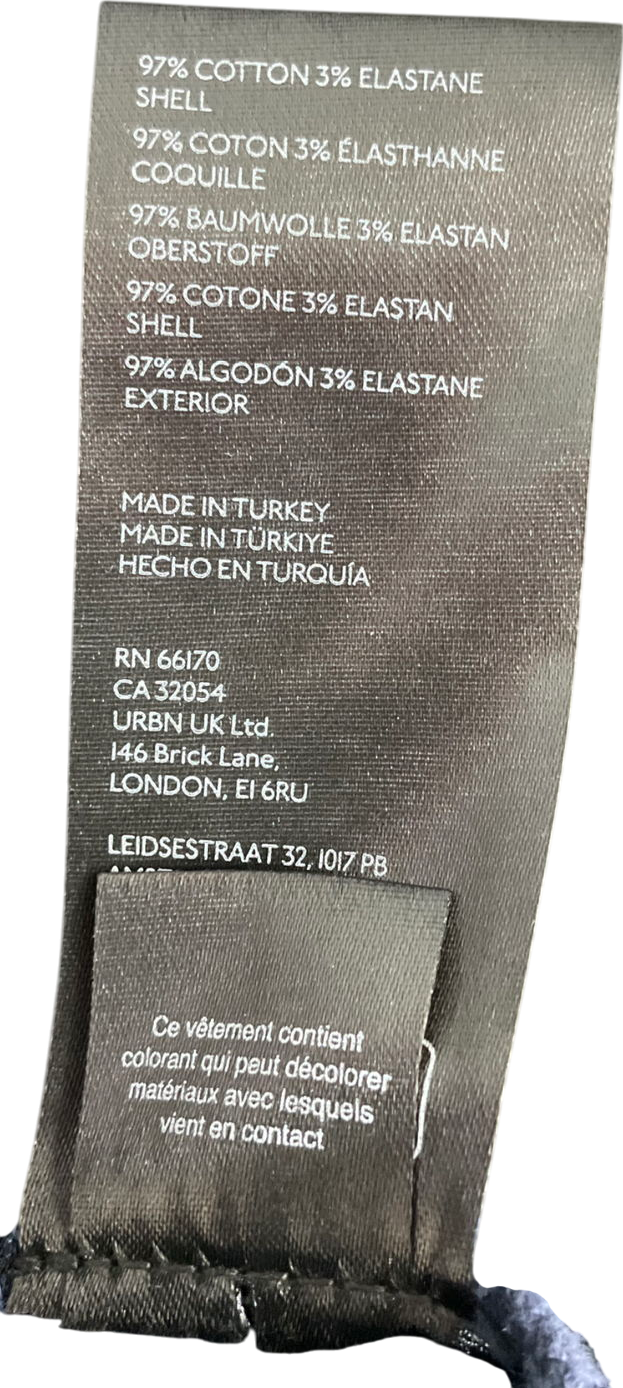 97% COTTON 3% ELASTANE
SHELL
97% COTON 3% ÉLASTHANNE
COQUILLE
97% BAUMWOLLE 3% ELASTAN
OBERSTOFF
97% COTONE 3% ELASTAN
SHELL
97% ALGODÓN 3% ELASTANE
EXTERIOR
MADE IN TURKEY
MADE IN TÜRKIYE
HECHO EN TURQUÍA
RN 66170
CA 32054
URBN UK Ltd.
146 Brick Lane,
LONDON, E1 6RU
LEIDSESTRAAT 32, 1017 PB
Ce vêtement contient
colorant qui peut décolorer
matériaux avec lesquels
vient en contact